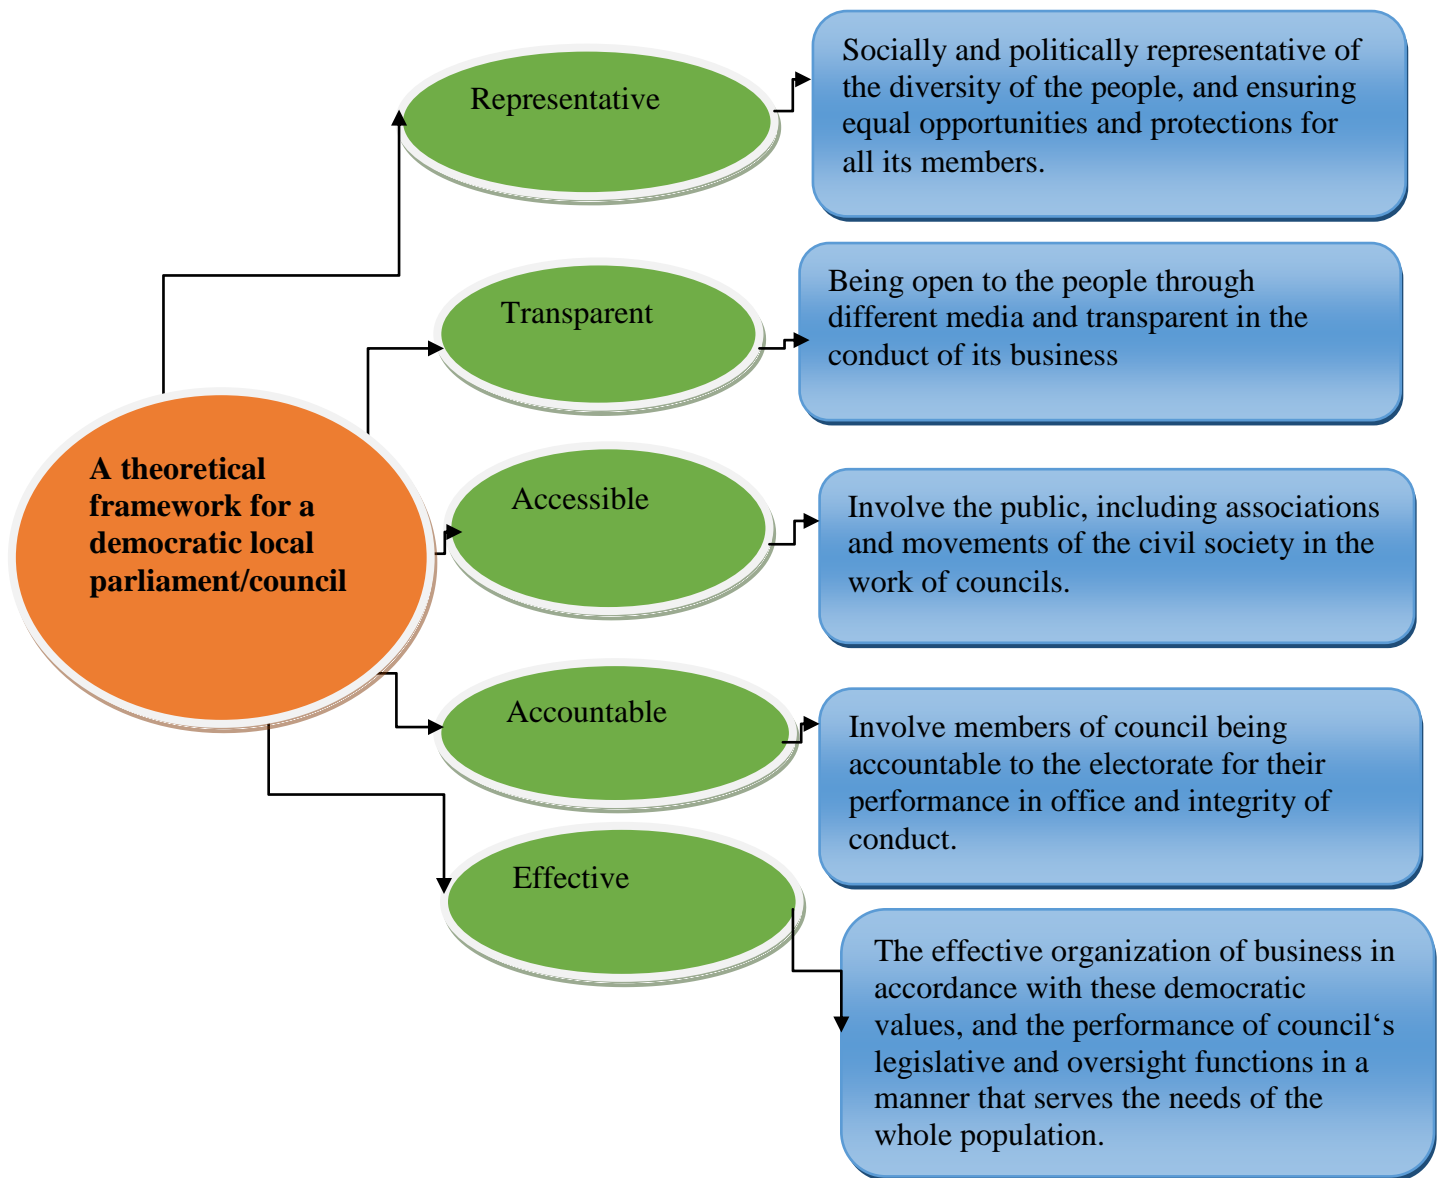 Representative
Socially and politically representative of
the diversity of the people, and ensuring
equal opportunities and protections for
all its members.
Transparent
Being open to the people through
different media and transparent in the
conduct of its business
A theoretical
framework for a
democratic local
parliament/council
Accessible
Involve the public, including associations
and movements of the civil society in the
work of councils.
Accountable
Involve members of council being
accountable to the electorate for their
performance in office and integrity of
conduct.
Effective
The effective organization of business in
accordance with these democratic
values, and the performance of council‘s
legislative and oversight functions in a
manner that serves the needs of the
whole population.